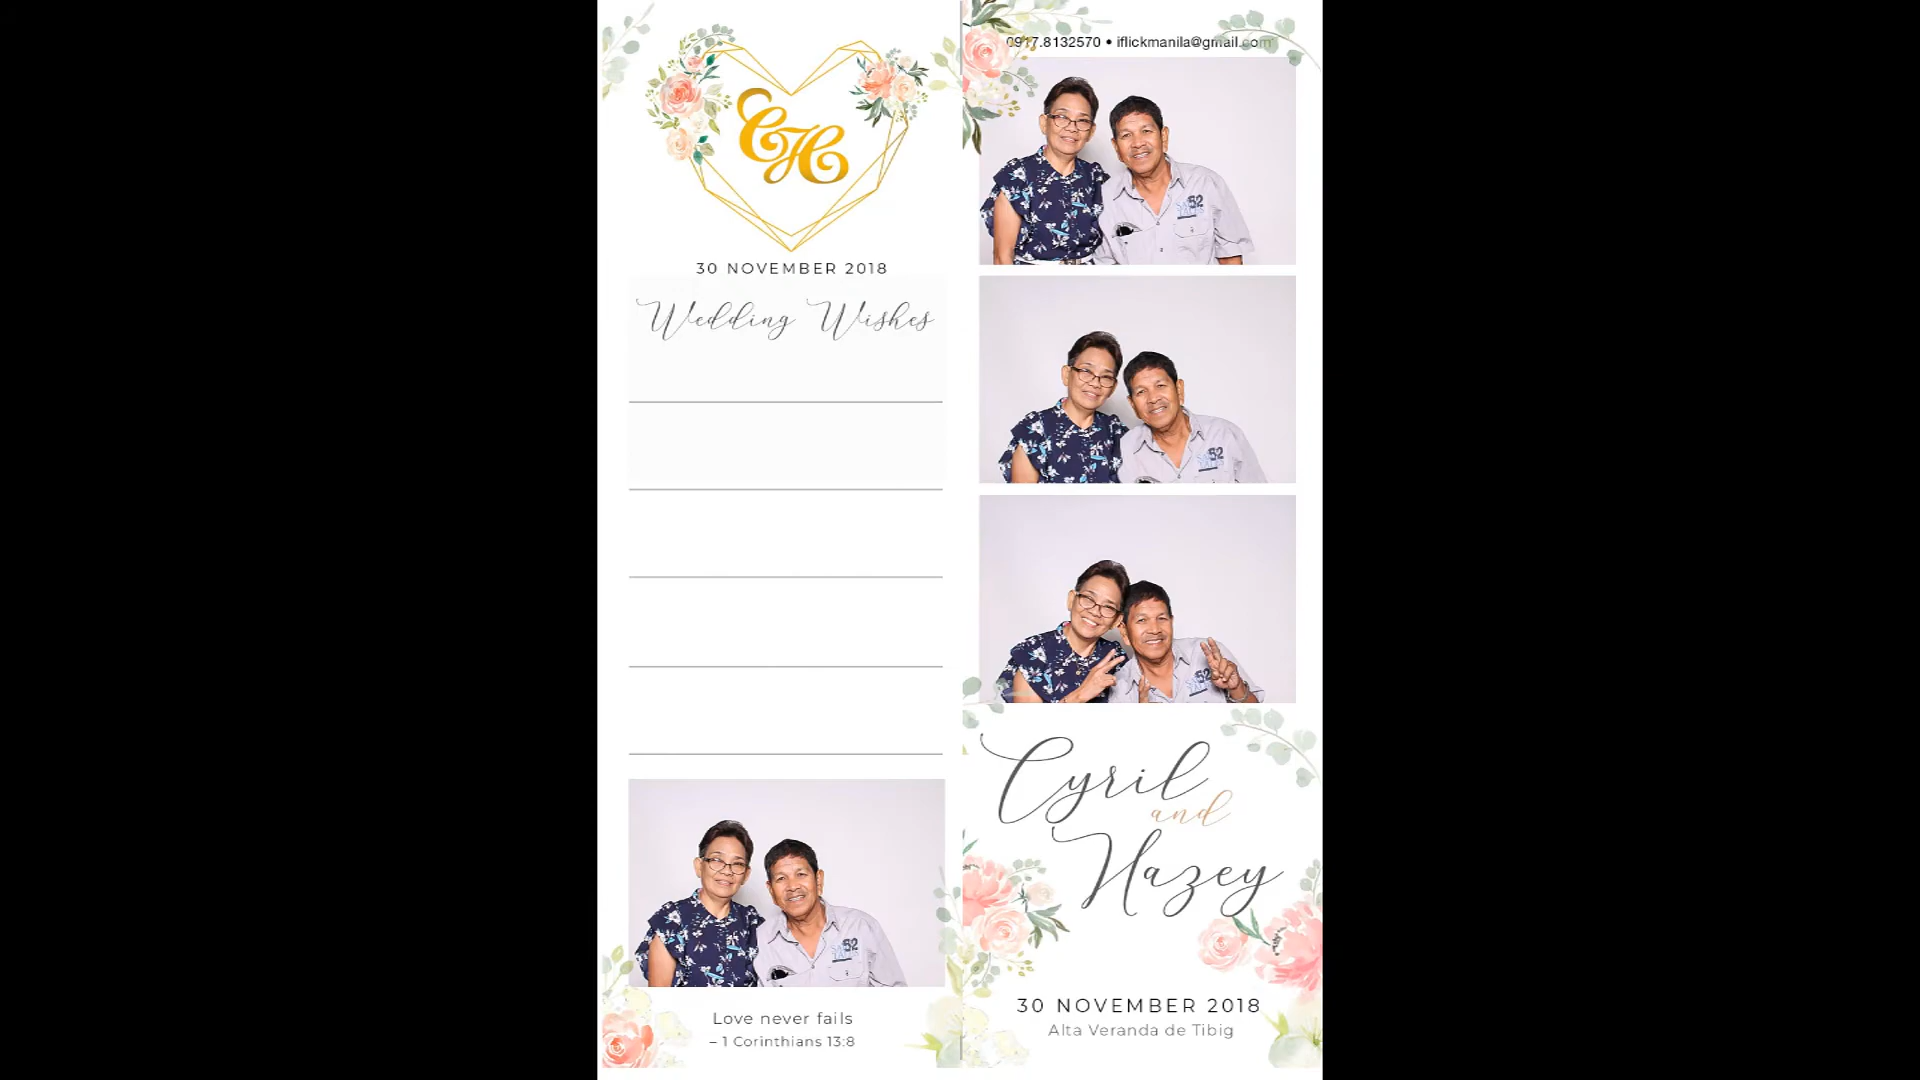 CH
30 NOVEMBER 2018
Wedding Wishes
Love never fails
– 1 Corinthians 13:8
0917.8132570 • iflickmanila@gmail.com
52
52
52
52
Cyril
and
Hazey
30 NOVEMBER 2018
Alta Veranda de Tibig